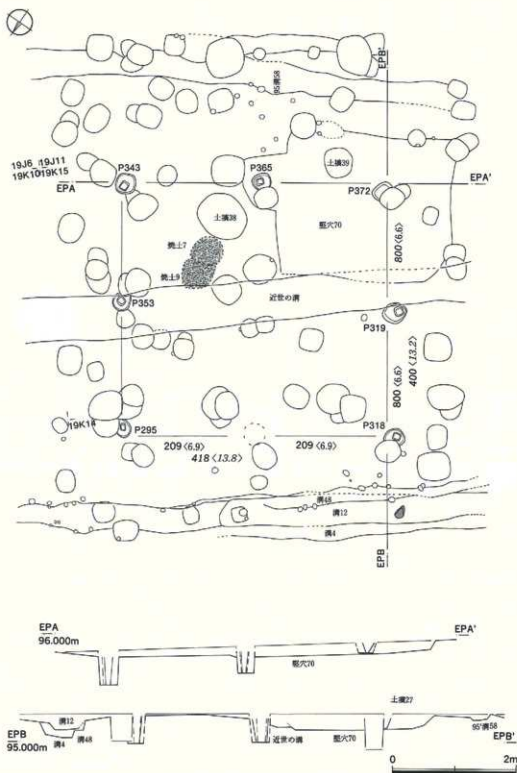 EPB'
95'溝58
19J6 19J11
19K10 19K15
P343
P365
土壙39
EPA
EPA'
P372
土壙38
竪穴70
焼土7
焼土9
800〈6.6〉
近世の溝
P353
P319
400〈13.2〉
800〈6.6〉
19K14
P295
P318
209〈6.9〉
209〈6.9〉
418〈13.8〉
溝48
溝12
溝4
EPB
EPA
96.000m
EPA'
竪穴70
土壙27
EPB
95.000m
溝12
溝4
溝48
近世の溝
竪穴70
95'溝58
EPB'
0
2m